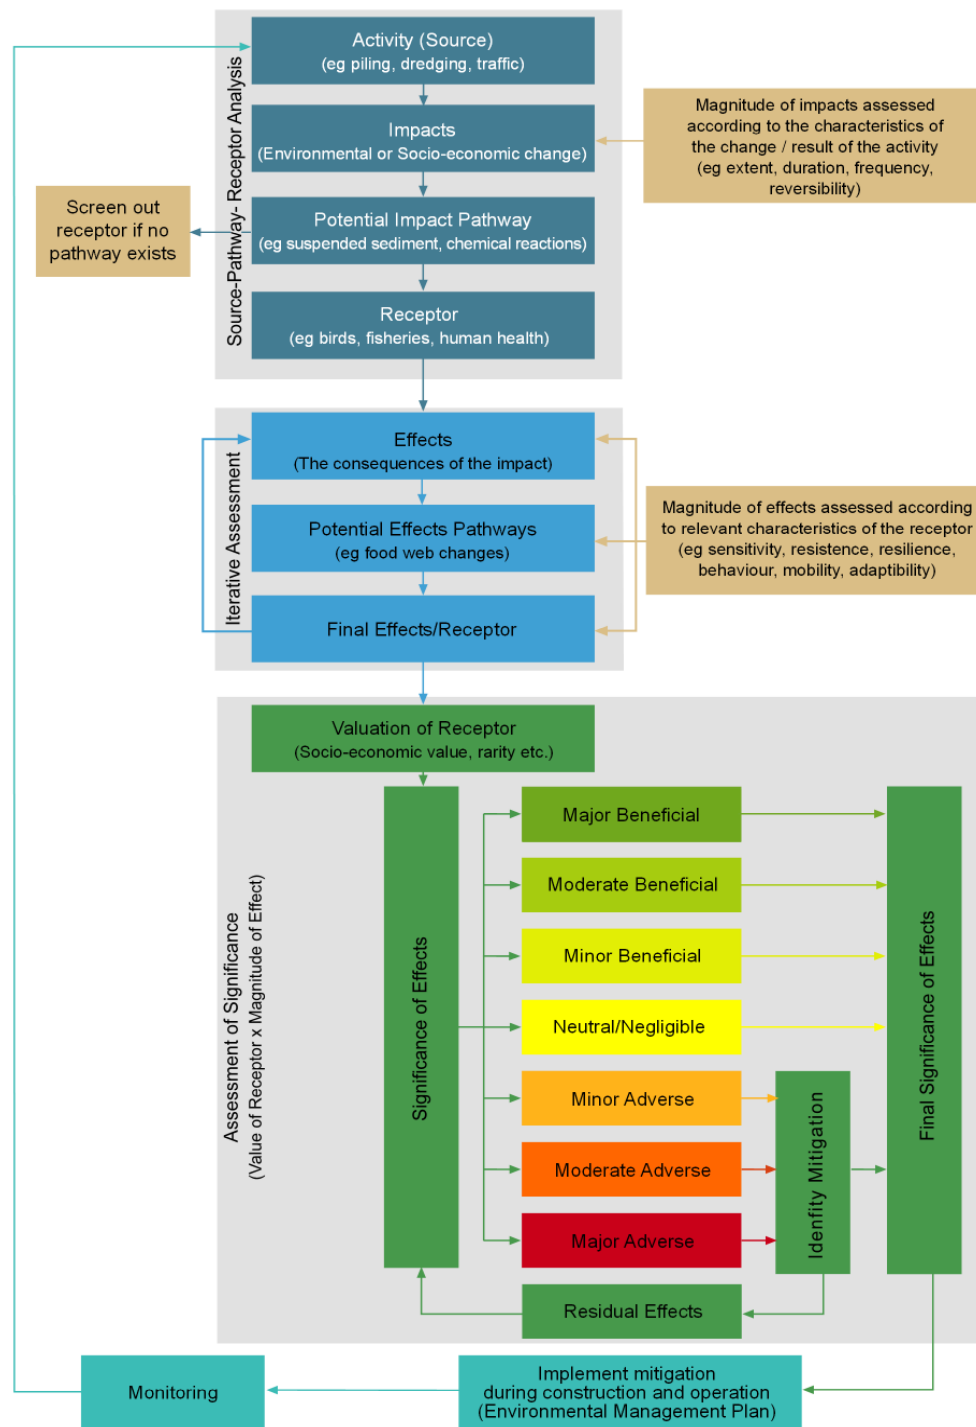 Activity (Source)
(eg piling, dredging, traffic)
Impacts
(Environmental or Socio-economic change)
Magnitude of impacts assessed
according to the characteristics of
the change / result of the activity
(eg extent, duration, frequency,
reversibility)
Screen out
receptor if no
pathway exists
Potential Impact Pathway
(eg suspended sediment, chemical reactions)
Receptor
(eg birds, fisheries, human health)
Source-Pathway- Receptor Analysis
Effects
(The consequences of the impact)
Potential Effects Pathways
(eg food web changes)
Final Effects/Receptor
Iterative Assessment
Magnitude of effects assessed according
to relevant characteristics of the receptor
(eg sensitivity, resistence, resilience,
behaviour, mobility, adaptibility)
Valuation of Receptor
(Socio-economic value, rarity etc.)
Assessment of Significance
(Value of Receptor x Magnitude of Effect)
Significance of Effects
Major Beneficial
Moderate Beneficial
Minor Beneficial
Neutral/Negligible
Minor Adverse
Moderate Adverse
Major Adverse
Idenfity Mitigation
Final Significance of Effects
Residual Effects
Monitoring
Implement mitigation
during construction and operation
(Environmental Management Plan)